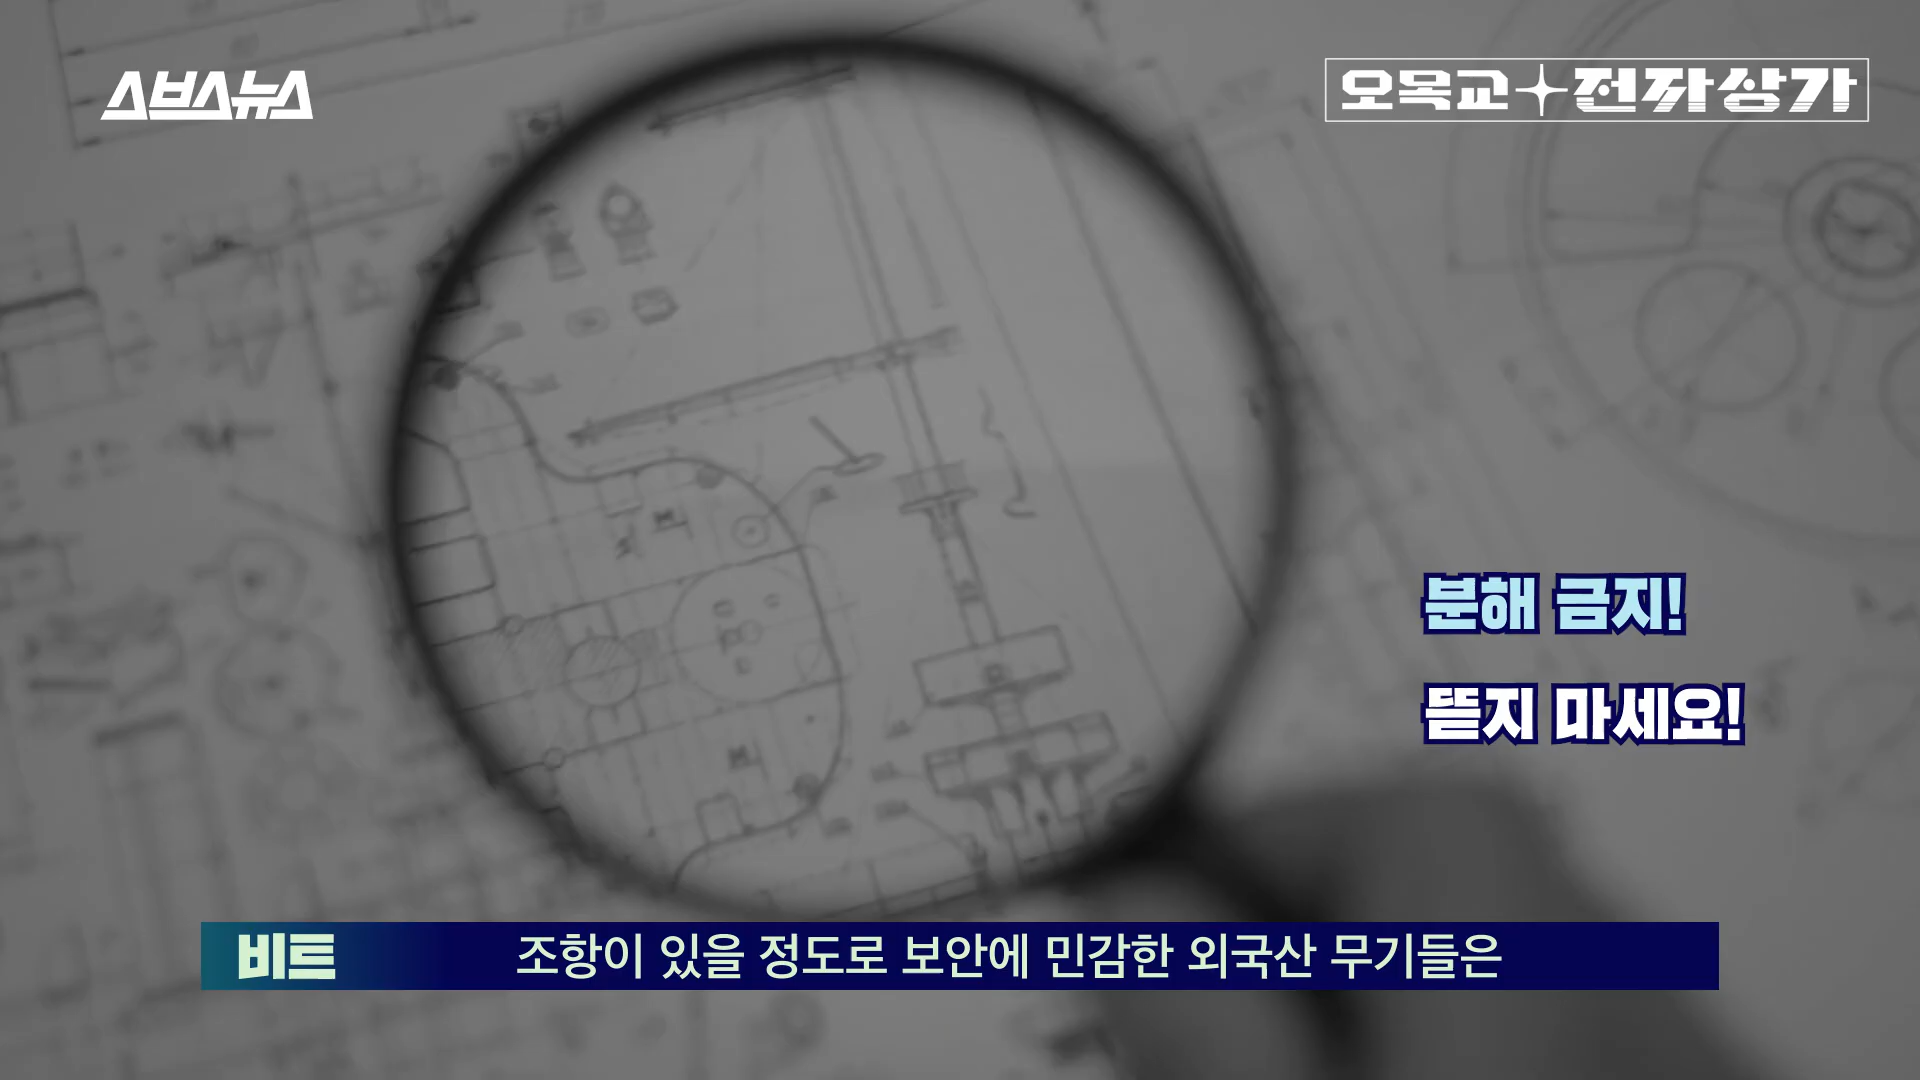 스브스뉴스
오목교 전자상가
분해 금지!
뜯지 마세요!
비트
조항이 있을 정도로 보안에 민감한 외국산 무기들은